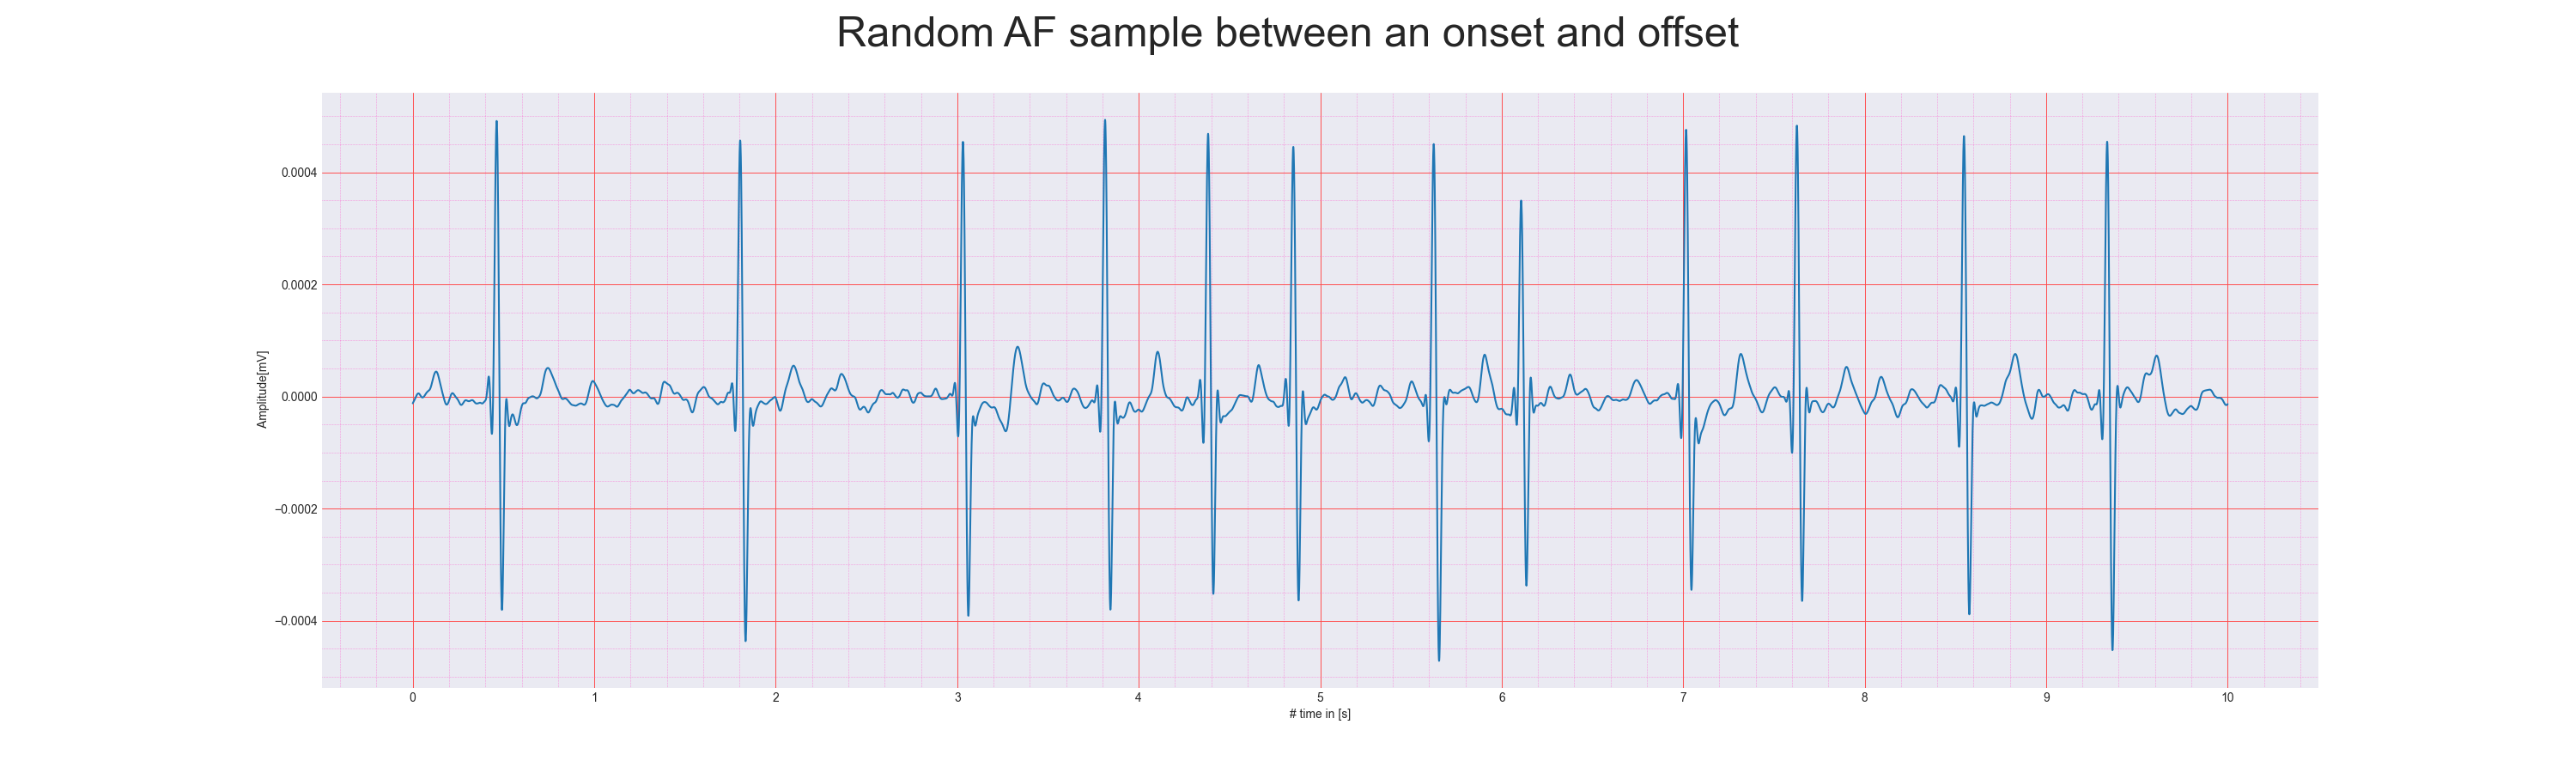 Random AF sample between an onset and offset
0.0004
0.0002
0.0000
−0.0002
−0.0004
Amplitude[mV]
0 1 2 3 4 5 6 7 8 9 10
# time in [s]